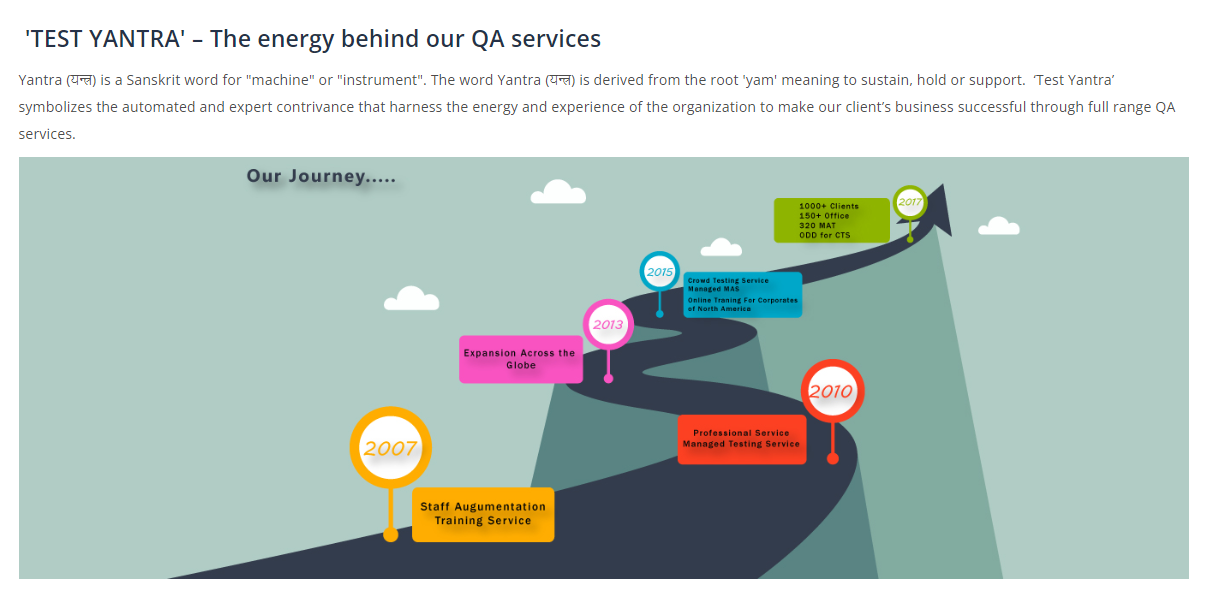 'TEST YANTRA' – The energy behind our QA services
Yantra (यन्त्र) is a Sanskrit word for "machine" or "instrument". The word Yantra (यन्त्र) is derived from the root 'yam' meaning to sustain, hold or support.  ‘Test Yantra’
symbolizes the automated and expert contrivance that harness the energy and experience of the organization to make our client’s business successful through full range QA
services.
Our Journey.....
2017
1000+ Clients
150+ Office
320 MAT
ODD for CTS
2015
Crowd Testing Service
Managed MAS
Online Traning For Corporates
of North America
2013
Expansion Across the
Globe
2010
Professional Service
Managed Testing Service
2007
Staff Augumentation
Training Service